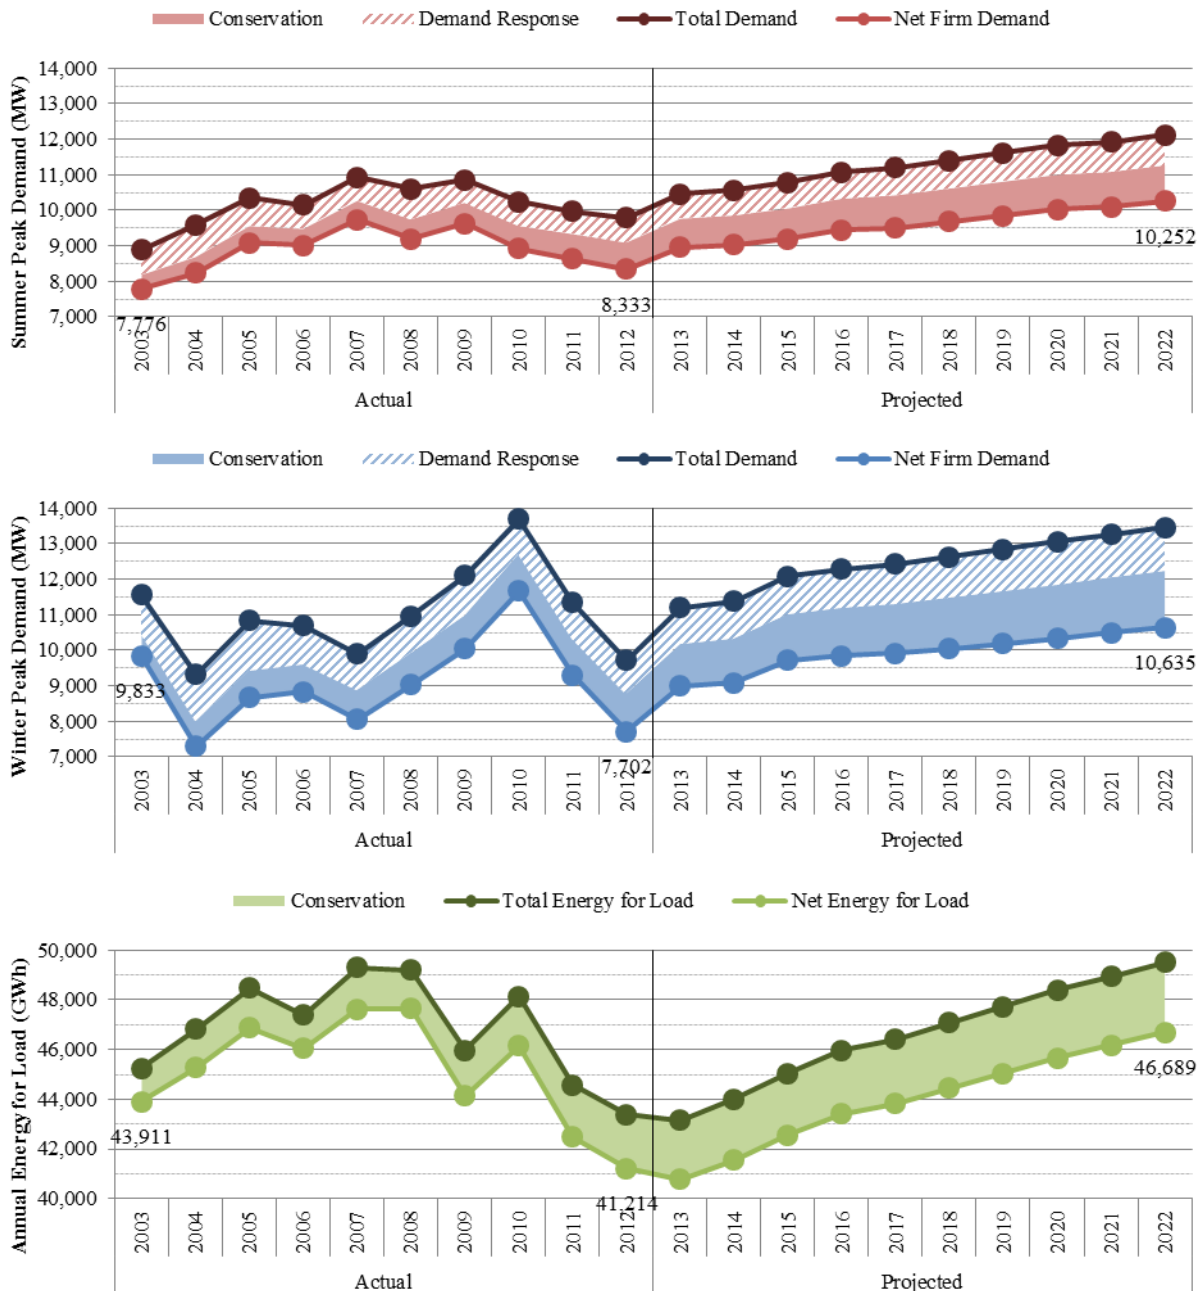 Conservation Demand Response Total Demand Net Firm Demand
Summer Peak Demand (MW)
14,000
13,000
12,000
11,000
10,000
9,000
8,000
7,000
7,776
8,333
10,252
2003 2004 2005 2006 2007 2008 2009 2010 2011 2012 2013 2014 2015 2016 2017 2018 2019 2020 2021 2022
Actual Projected
Conservation Demand Response Total Demand Net Firm Demand
Winter Peak Demand (MW)
14,000
13,000
12,000
11,000
10,000
9,000
8,000
7,000
9,833
7,702
10,635
2003 2004 2005 2006 2007 2008 2009 2010 2011 2012 2013 2014 2015 2016 2017 2018 2019 2020 2021 2022
Actual Projected
Conservation Total Energy for Load Net Energy for Load
Annual Energy for Load (GWh)
50,000
48,000
46,000
44,000
42,000
40,000
43,911
41,214
46,689
2003 2004 2005 2006 2007 2008 2009 2010 2011 2012 2013 2014 2015 2016 2017 2018 2019 2020 2021 2022
Actual Projected